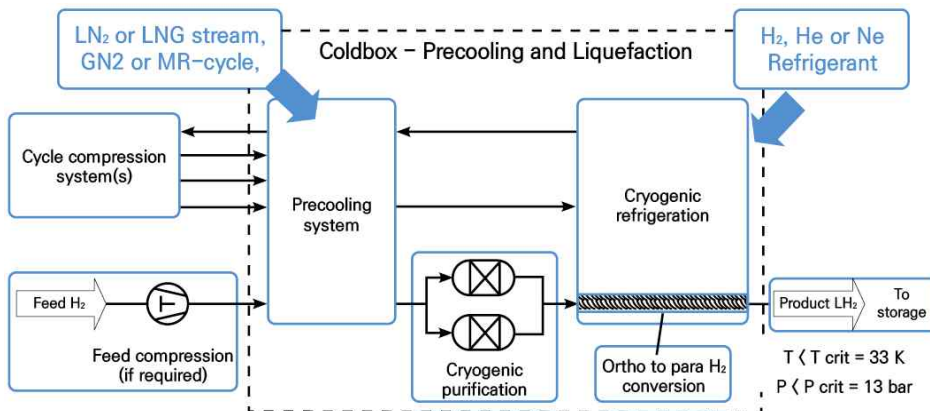 LN₂ or LNG stream,
GN2 or MR-cycle,
Coldbox - Precooling and Liquefaction
H₂, He or Ne
Refrigerant
Cycle compression
system(s)
Precooling
system
Cryogenic
refrigeration
Feed H₂
Feed compression
(if required)
Cryogenic
purification
Ortho to para H₂
conversion
Product LH₂
To
storage
T < T crit = 33 K
P < P crit = 13 bar